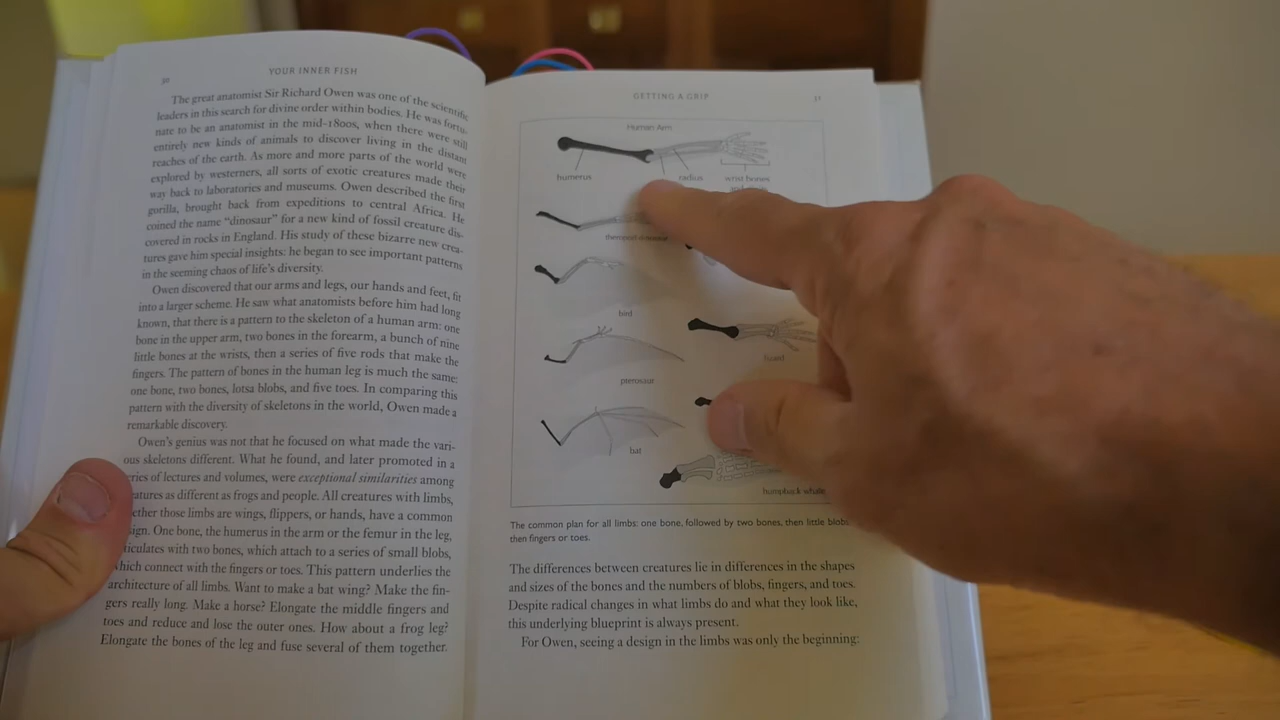 30
YOUR INNER FISH
The great anatomist Sir Richard Owen was one of the scientific
leaders in this search for divine order within bodies. He was fortu-
nate to be an anatomist in the mid-1800s, when there were still
entirely new kinds of animals to discover living in the distant
reaches of the earth. As more and more parts of the world were
explored by westerners, all sorts of exotic creatures made their
way back to laboratories and museums. Owen described the first
gorilla, brought back from expeditions to central Africa. He
coined the name “dinosaur” for a new kind of fossil creature dis-
covered in rocks in England. His study of these bizarre new crea-
tures gave him special insights: he began to see important patterns
in the seeming chaos of life’s diversity.
Owen discovered that our arms and legs, our hands and feet, fit
into a larger scheme. He saw what anatomists before him had long
known, that there is a pattern to the skeleton of a human arm: one
bone in the upper arm, two bones in the forearm, a bunch of nine
little bones at the wrists, then a series of five rods that make the
fingers. The pattern of bones in the human leg is much the same:
one bone, two bones, lotsa blobs, and five toes. In comparing this
pattern with the diversity of skeletons in the world, Owen made a
remarkable discovery.
Owen’s genius was not that he focused on what made the vari-
ous skeletons different. What he found, and later promoted in a
eries of lectures and volumes, were exceptional similarities among
eatures as different as frogs and people. All creatures with limbs,
ether those limbs are wings, flippers, or hands, have a common
sign. One bone, the humerus in the arm or the femur in the leg,
ticulates with two bones, which attach to a series of small blobs,
which connect with the fingers or toes. This pattern underlies the
architecture of all limbs. Want to make a bat wing? Make the fin-
gers really long. Make a horse? Elongate the middle fingers and
toes and reduce and lose the outer ones. How about a frog leg?
Elongate the bones of the leg and fuse several of them together.
GETTING A GRIP
31
Human Arm
humerus
radius
wrist bones
and
theropod dinosaur
bird
lizard
pterosaur
bat
humpback whale
The common plan for all limbs: one bone, followed by two bones, then little blobs,
then fingers or toes.
The differences between creatures lie in differences in the shapes
and sizes of the bones and the numbers of blobs, fingers, and toes.
Despite radical changes in what limbs do and what they look like,
this underlying blueprint is always present.
For Owen, seeing a design in the limbs was only the beginning: